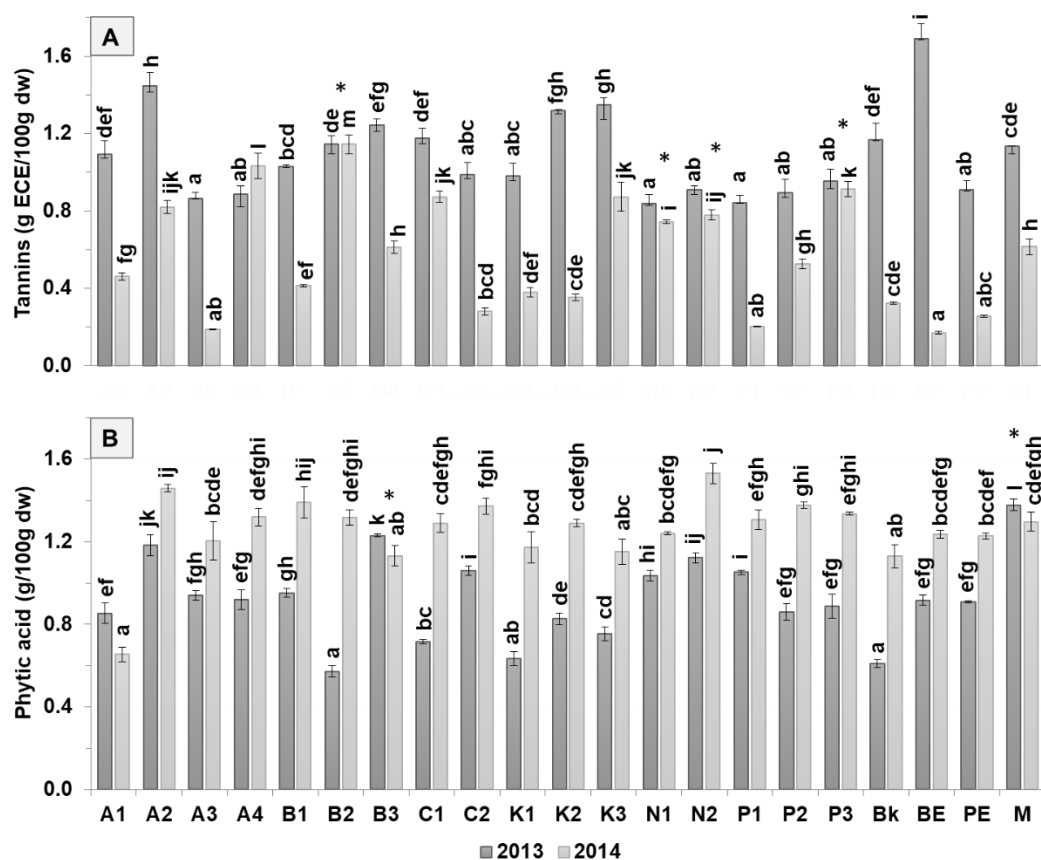 A
Tannins (g ECE/100g dw)
1.6
1.2
0.8
0.4
0.0
def fg
h ijk
a ab
ab l
bcd ef
de * m
efg h
def jk
abc bcd
abc def
fgh cde
gh jk
a * i
ab * ij
a ab
ab gh
ab * k
def cde
i a
ab abc
cde h
B
Phytic acid (g/100g dw)
1.6
1.2
0.8
0.4
0.0
ef a
jk ij
fgh bcde
efg defghi
gh hij
a defghi
k * ab
bc cdefgh
i fghi
ab bcd
de cdefgh
cd abc
hi bcdefg
ij j
i efgh
efg ghi
efg efghi
a ab
efg bcdefg
efg bcdef
* l cdefgh
A1 A2 A3 A4 B1 B2 B3 C1 C2 K1 K2 K3 N1 N2 P1 P2 P3 Bk BE PE M
2013 2014